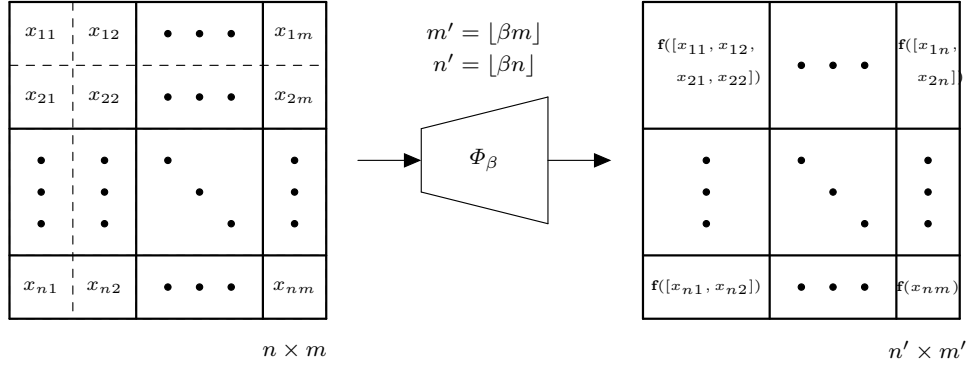 x₁₁ x₁₂ • • • x₁ₘ
x₂₁ x₂₂ • • • x₂ₘ
xₙ₁ xₙ₂ • • • xₙₘ
n × m
m′ = ⌊βm⌋
n′ = ⌊βn⌋
Φᵦ
f([x₁₁, x₁₂,
x₂₁, x₂₂])
• • •
f([x₁ₙ,
x₂ₙ])
f([xₙ₁, xₙ₂]) • • • f(xₙₘ)
n′ × m′